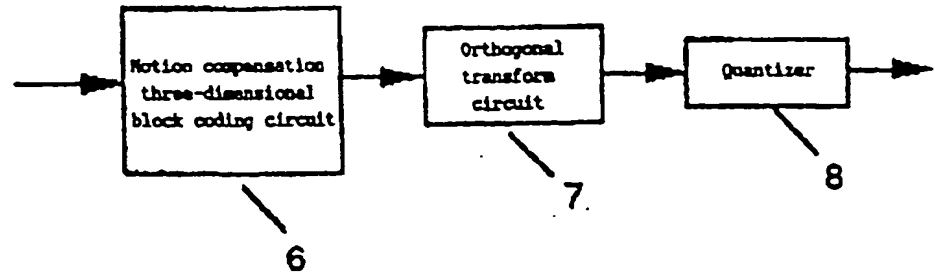 Motion compensation
three-dimensional
block coding circuit
Orthogonal
transform
circuit
Quantizer
6
7
8